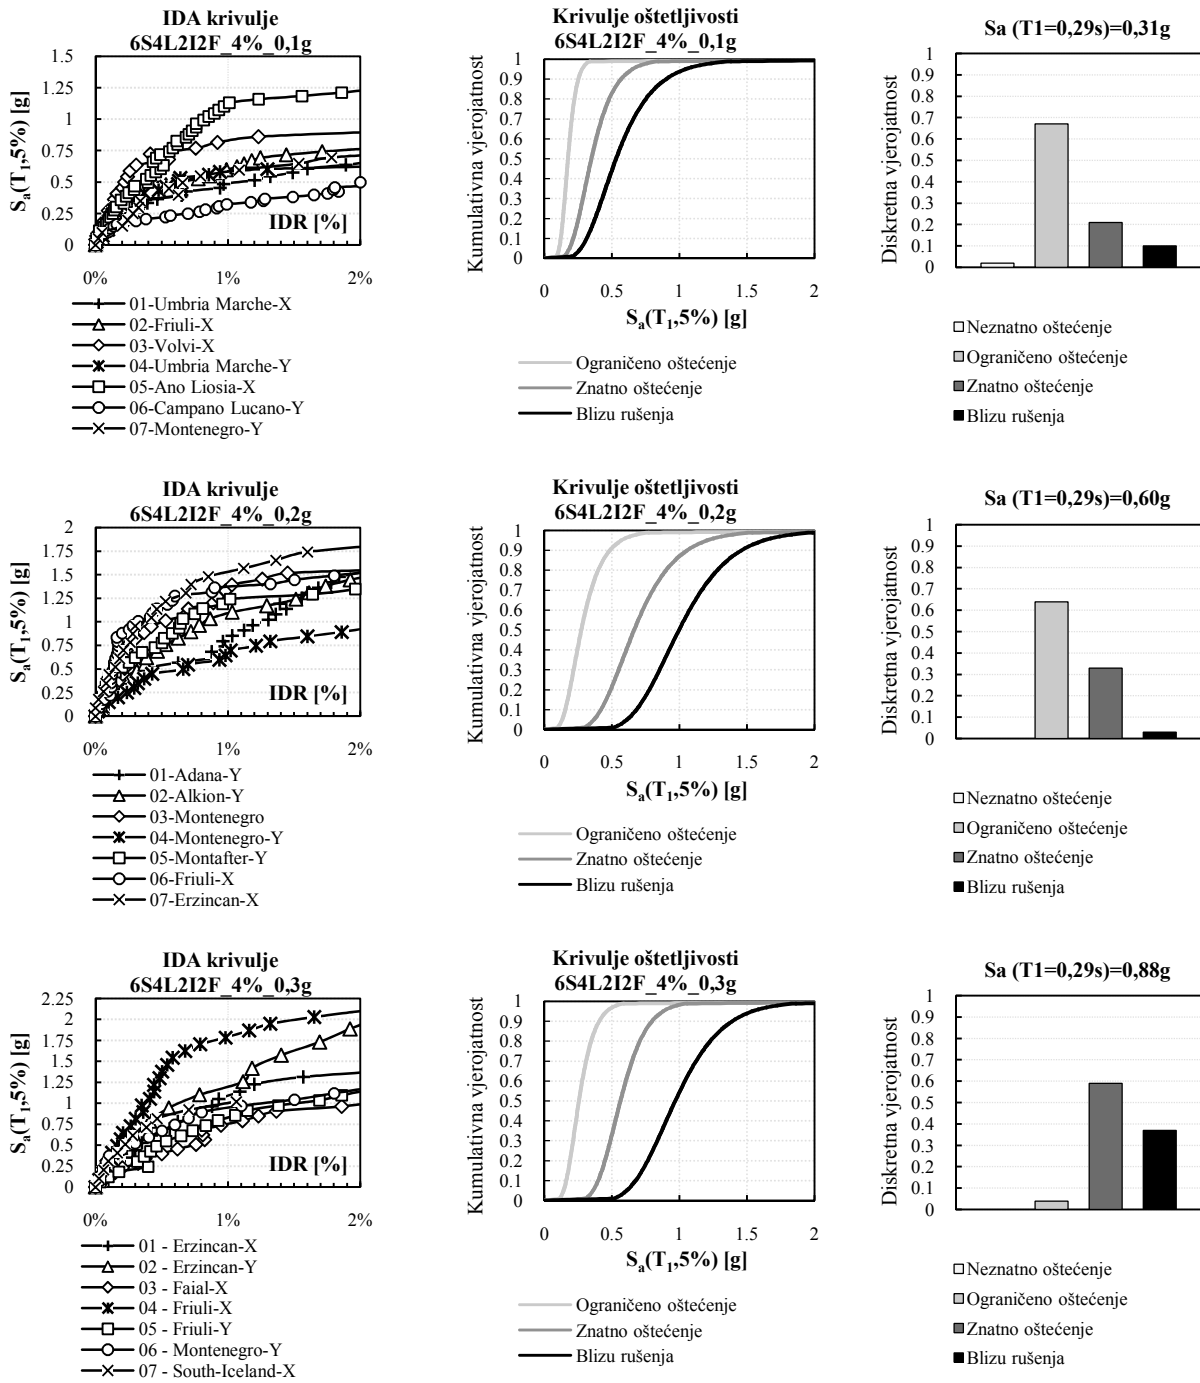 IDA krivulje
6S4L2I2F_4%_0,1g
Sa(T1,5%) [g]
1.5
1.25
1
0.75
0.5
0.25
0
IDR [%]
0% 1% 2%
01-Umbria Marche-X
02-Friuli-X
03-Volvi-X
04-Umbria Marche-Y
05-Ano Liosia-X
06-Campano Lucano-Y
07-Montenegro-Y
Krivulje oštetljivosti
6S4L2I2F_4%_0,1g
Kumulativna vjerojatnost
1
0.9
0.8
0.7
0.6
0.5
0.4
0.3
0.2
0.1
0
0 0.5 1 1.5 2
Sa(T1,5%) [g]
Ograničeno oštećenje
Znatno oštećenje
Blizu rušenja
Sa (T1=0,29s)=0,31g
Diskretna vjerojatnost
1
0.9
0.8
0.7
0.6
0.5
0.4
0.3
0.2
0.1
0
Neznatno oštećenje
Ograničeno oštećenje
Znatno oštećenje
Blizu rušenja
IDA krivulje
6S4L2I2F_4%_0,2g
Sa(T1,5%) [g]
2
1.75
1.5
1.25
1
0.75
0.5
0.25
0
IDR [%]
0% 1% 2%
01-Adana-Y
02-Alkion-Y
03-Montenegro
04-Montenegro-Y
05-Montafter-Y
06-Friuli-X
07-Erzincan-X
Krivulje oštetljivosti
6S4L2I2F_4%_0,2g
Kumulativna vjerojatnost
1
0.9
0.8
0.7
0.6
0.5
0.4
0.3
0.2
0.1
0
0 0.5 1 1.5 2
Sa(T1,5%) [g]
Ograničeno oštećenje
Znatno oštećenje
Blizu rušenja
Sa (T1=0,29s)=0,60g
Diskretna vjerojatnost
1
0.9
0.8
0.7
0.6
0.5
0.4
0.3
0.2
0.1
0
Neznatno oštećenje
Ograničeno oštećenje
Znatno oštećenje
Blizu rušenja
IDA krivulje
6S4L2I2F_4%_0,3g
Sa(T1,5%) [g]
2.25
2
1.75
1.5
1.25
1
0.75
0.5
0.25
0
IDR [%]
0% 1% 2%
01 - Erzincan-X
02 - Erzincan-Y
03 - Faial-X
04 - Friuli-X
05 - Friuli-Y
06 - Montenegro-Y
07 - South-Iceland-X
Krivulje oštetljivosti
6S4L2I2F_4%_0,3g
Kumulativna vjerojatnost
1
0.9
0.8
0.7
0.6
0.5
0.4
0.3
0.2
0.1
0
0 0.5 1 1.5 2
Sa(T1,5%) [g]
Ograničeno oštećenje
Znatno oštećenje
Blizu rušenja
Sa (T1=0,29s)=0,88g
Diskretna vjerojatnost
1
0.9
0.8
0.7
0.6
0.5
0.4
0.3
0.2
0.1
0
Neznatno oštećenje
Ograničeno oštećenje
Znatno oštećenje
Blizu rušenja